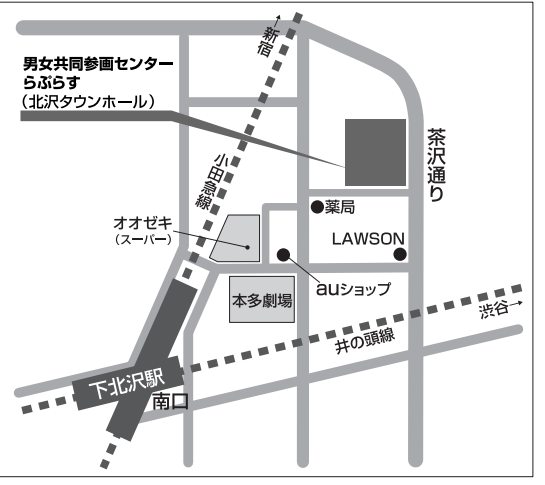 →新宿
男女共同参画センター
らぷらす
（北沢タウンホール）
小田急線
茶沢通り
薬局
オオゼキ
（スーパー）
LAWSON
auショップ
本多劇場
渋谷→
井の頭線
下北沢駅
南口